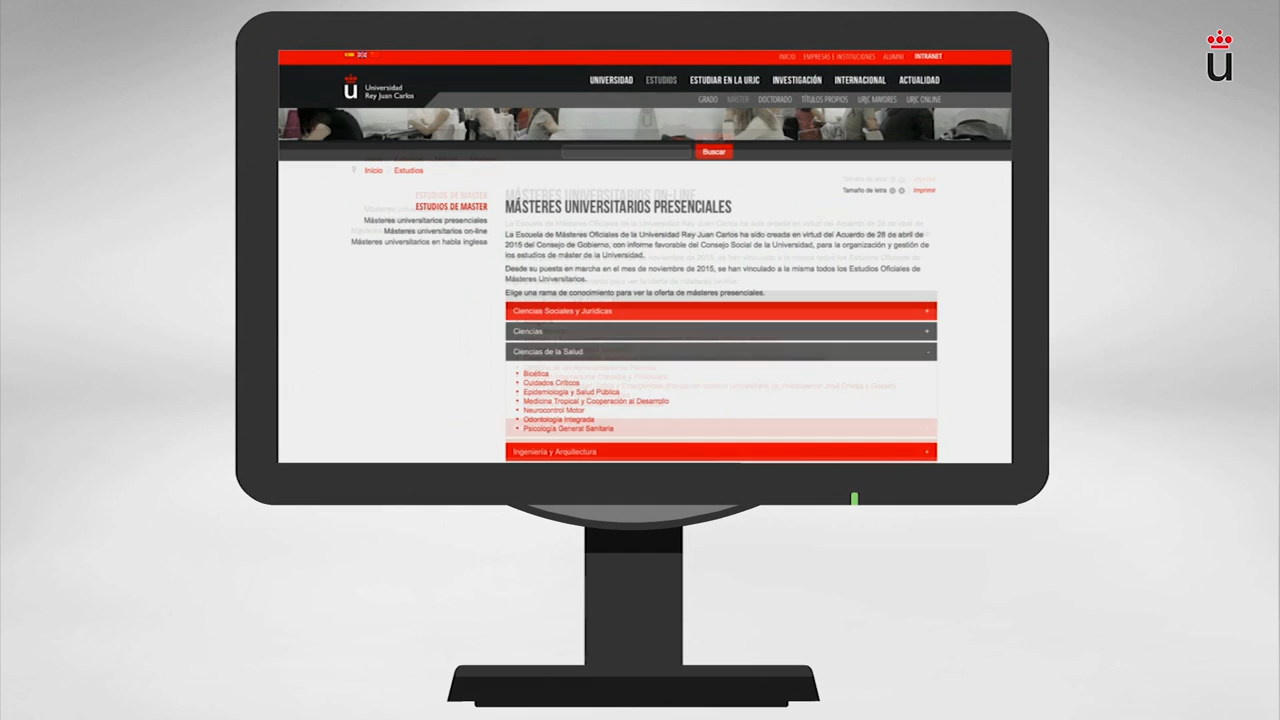 INICIO EMPRESAS E INSTITUCIONES ALUMNI INTRANET
Universidad
Rey Juan Carlos
UNIVERSIDAD ESTUDIOS ESTUDIAR EN LA URJC INVESTIGACIÓN INTERNACIONAL ACTUALIDAD
GRADO MÁSTER DOCTORADO TÍTULOS PROPIOS URJC MAYORES URJC ONLINE
Buscar
Inicio Estudios
Tamaño de letra Imprimir
ESTUDIOS DE MASTER
Másteres universitarios presenciales
Másteres universitarios on-line
Másteres universitarios en habla inglesa
MÁSTERES UNIVERSITARIOS ON-LINE
MÁSTERES UNIVERSITARIOS PRESENCIALES
La Escuela de Másteres Oficiales de la Universidad Rey Juan Carlos ha sido creada en virtud del Acuerdo de 28 de abril de
2015 del Consejo de Gobierno, con informe favorable del Consejo Social de la Universidad, para la organización y gestión de
los estudios de máster de la Universidad.
Desde su puesta en marcha en el mes de noviembre de 2015, se han vinculado a la misma todos los Estudios Oficiales de
Másteres Universitarios.
Elige una rama de conocimiento para ver la oferta de másteres presenciales.
Ciencias Sociales y Jurídicas +
Ciencias +
Ciencias de la Salud -
• Bioética
• Cuidados Críticos
• Epidemiología y Salud Pública
• Medicina Tropical y Cooperación al Desarrollo
• Neurocontrol Motor
• Odontología Integrada
• Psicología General Sanitaria
Ingeniería y Arquitectura +